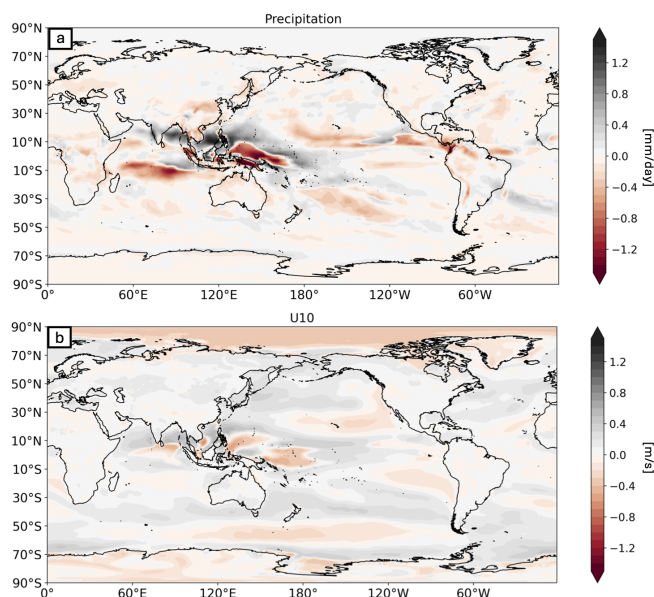 Precipitation
a
90°N
70°N
50°N
30°N
10°N
10°S
30°S
50°S
70°S
90°S
0°
60°E
120°E
180°
120°W
60°W
1.2
0.8
0.4
0.0
−0.4
−0.8
−1.2
[mm/day]
U10
b
90°N
70°N
50°N
30°N
10°N
10°S
30°S
50°S
70°S
90°S
0°
60°E
120°E
180°
120°W
60°W
1.2
0.8
0.4
0.0
−0.4
−0.8
−1.2
[m/s]